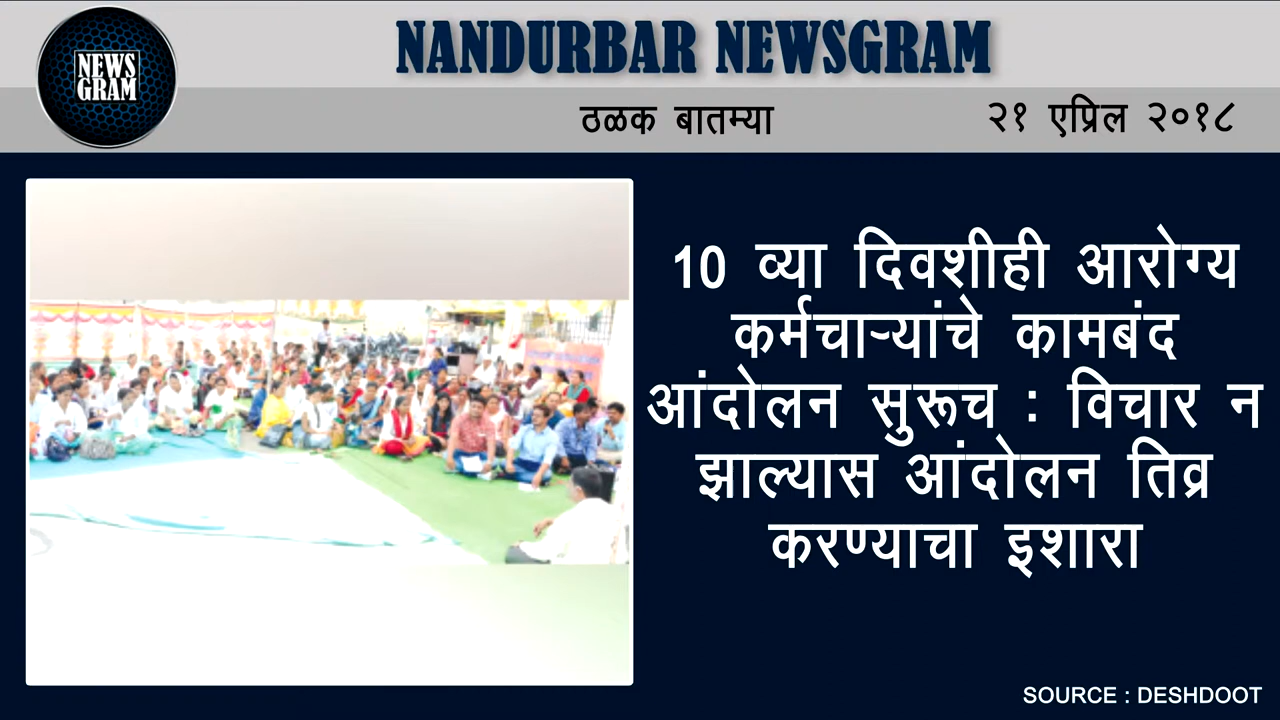 NEWS
GRAM
NANDURBAR NEWSGRAM
ठळक बातम्या
२१ एप्रिल २०१८
10 व्या दिवशीही आरोग्य
कर्मचाऱ्यांचे कामबंद
आंदोलन सुरूच : विचार न
झाल्यास आंदोलन तिव्र
करण्याचा इशारा
SOURCE : DESHDOOT